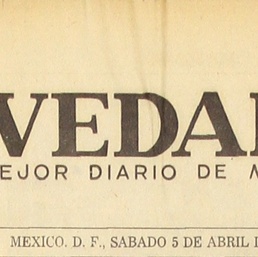 VEDA
EJOR DIARIO DE
MEXICO. D. F., SABADO 5 DE ABRIL